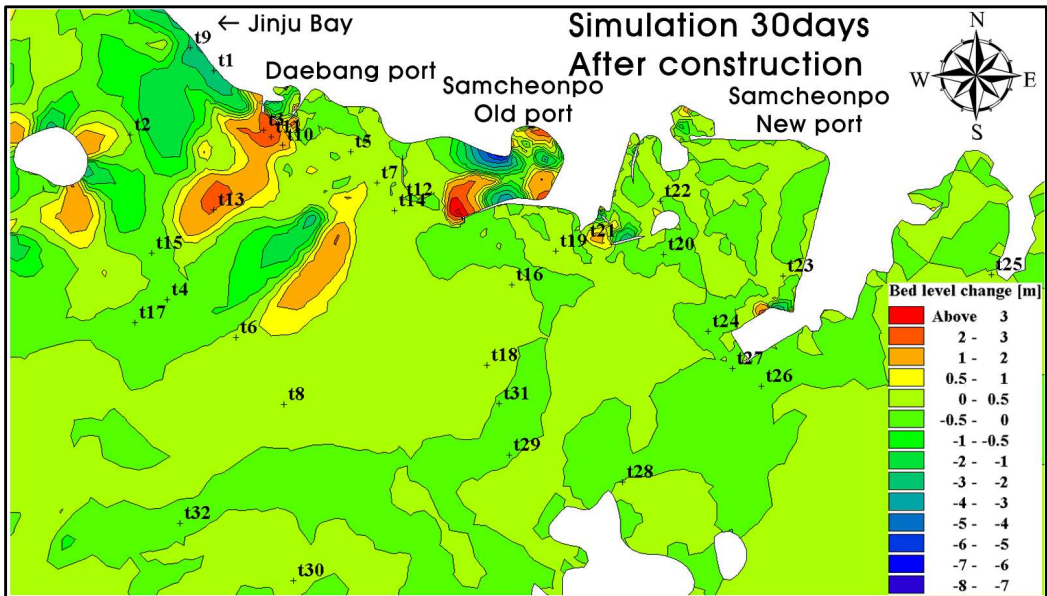 Simulation 30days
After construction
N
W
E
S
← Jinju Bay
Daebang port
Samcheonpo
Old port
Samcheonpo
New port
t9
t1
t2
t3
t11
t10
t5
t7
t12
t14
t13
t22
t21
t19
t20
t15
t16
t23
t25
t4
t17
t6
t24
t18
t27
t26
t8
t31
t29
t28
t32
t30
Bed level change [m]
Above 3
2 - 3
1 - 2
0.5 - 1
0 - 0.5
-0.5 - 0
-1 - -0.5
-2 - -1
-3 - -2
-4 - -3
-5 - -4
-6 - -5
-7 - -6
-8 - -7